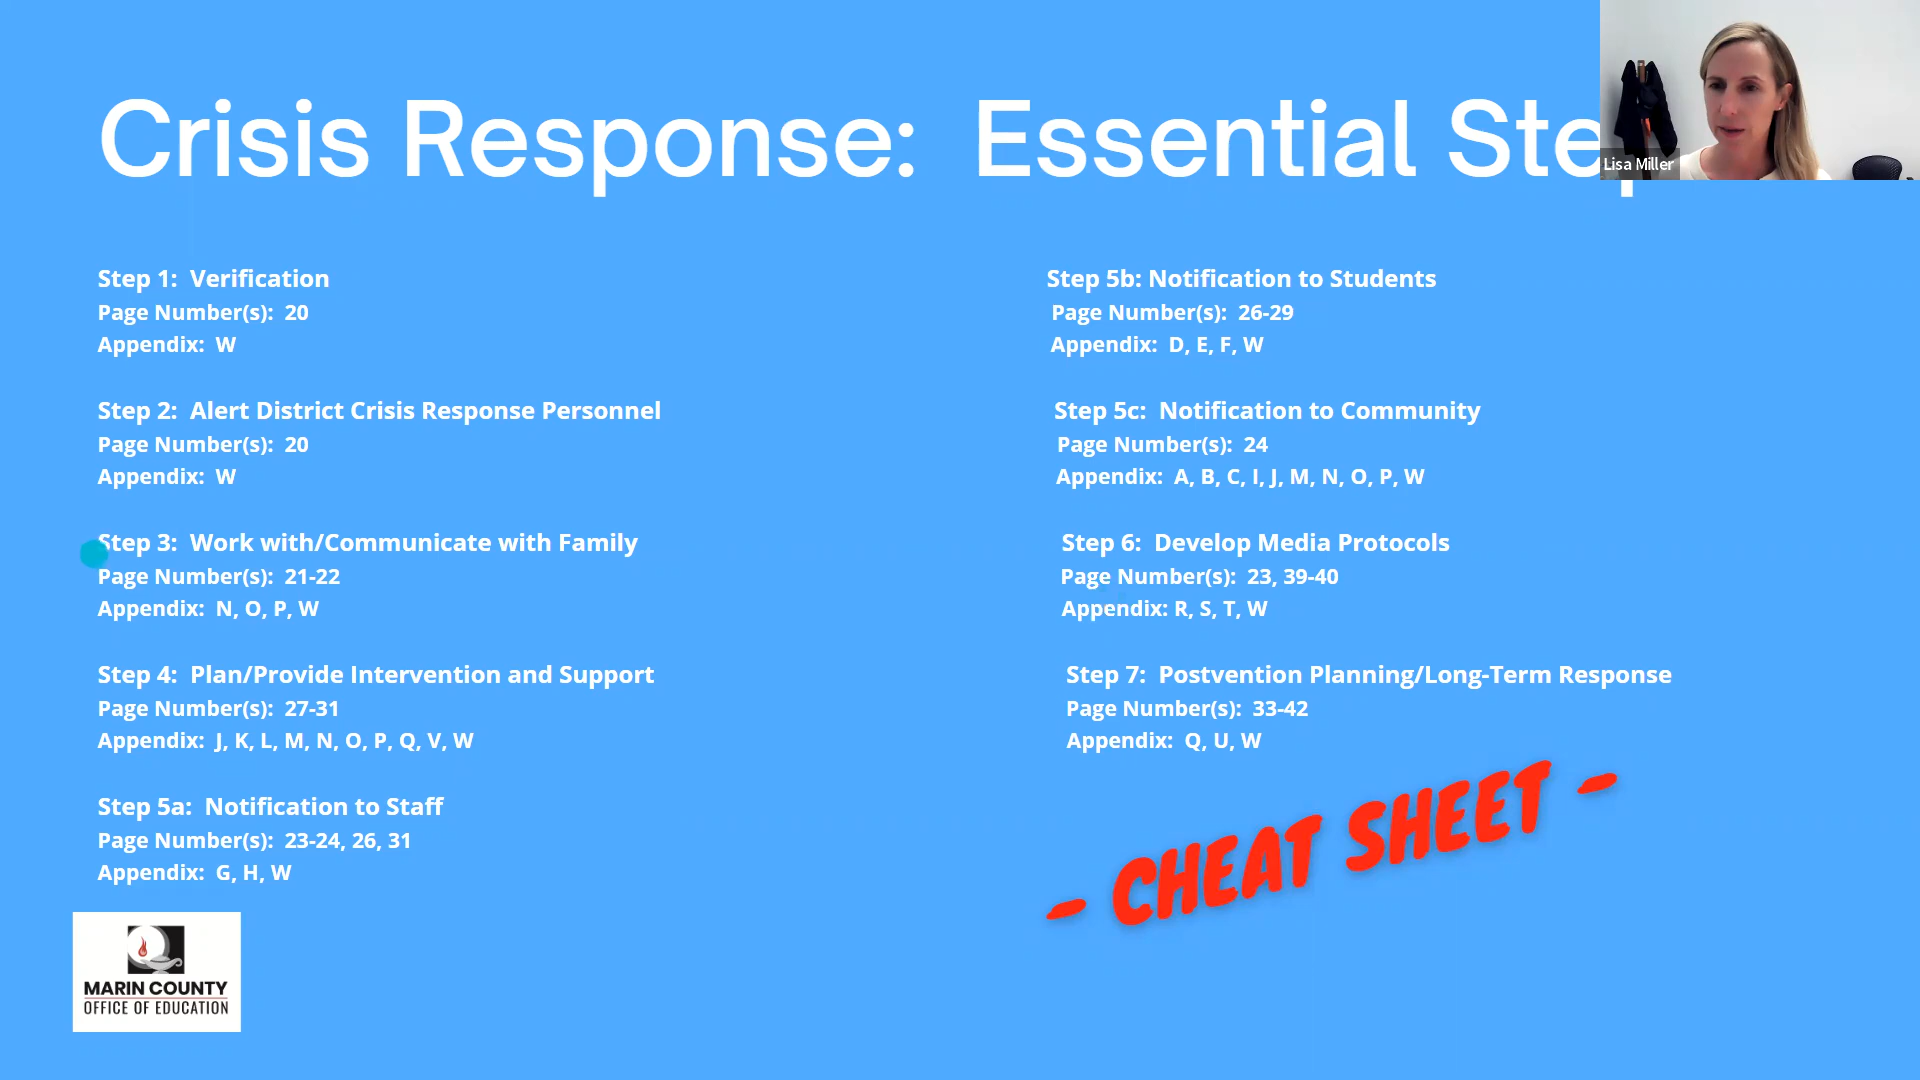 Crisis Response: Essential Step
Lisa Miller
Step 1: Verification
Page Number(s): 20
Appendix: W
Step 2: Alert District Crisis Response Personnel
Page Number(s): 20
Appendix: W
Step 3: Work with/Communicate with Family
Page Number(s): 21-22
Appendix: N, O, P, W
Step 4: Plan/Provide Intervention and Support
Page Number(s): 27-31
Appendix: J, K, L, M, N, O, P, Q, V, W
Step 5a: Notification to Staff
Page Number(s): 23-24, 26, 31
Appendix: G, H, W
Step 5b: Notification to Students
Page Number(s): 26-29
Appendix: D, E, F, W
Step 5c: Notification to Community
Page Number(s): 24
Appendix: A, B, C, I, J, M, N, O, P, W
Step 6: Develop Media Protocols
Page Number(s): 23, 39-40
Appendix: R, S, T, W
Step 7: Postvention Planning/Long-Term Response
Page Number(s): 33-42
Appendix: Q, U, W
- CHEAT SHEET -
MARIN COUNTY
OFFICE OF EDUCATION